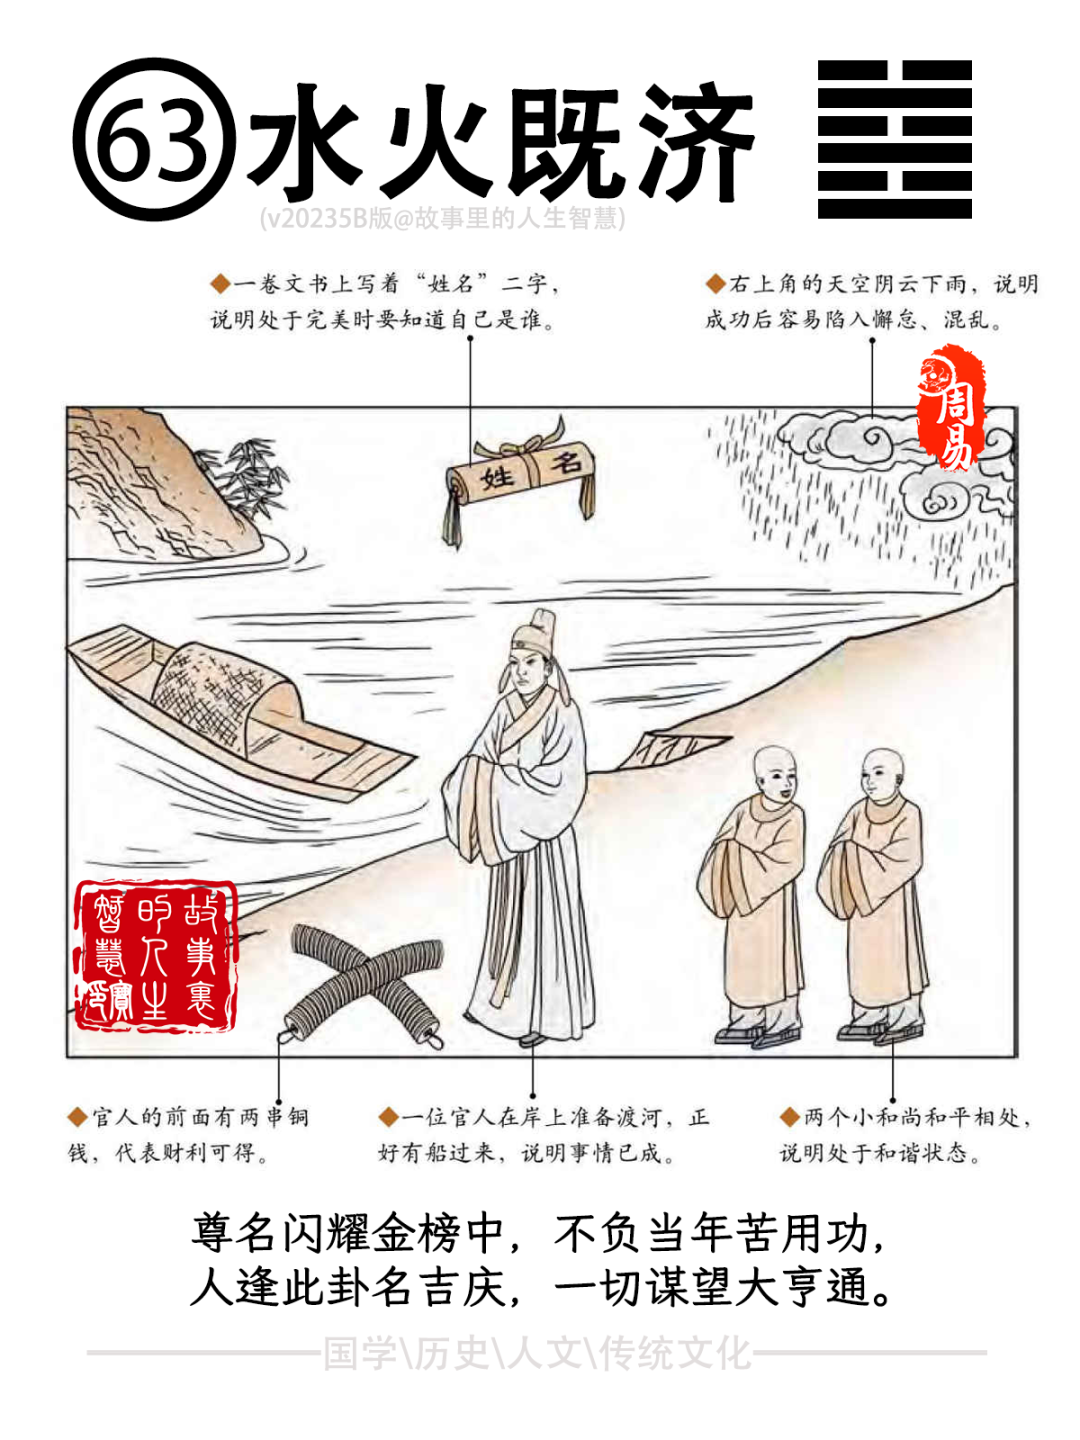 63 水火既济
(v20235B版@故事里的人生智慧)
◆一卷文书上写着“姓名”二字，
说明处于完美时要知道自己是谁。
◆右上角的天空阴云下雨，说明
成功后容易陷入懈怠、混乱。
周易
姓名
故事裏
的人生
智慧
◆官人的前面有两串铜
钱，代表财利可得。
◆一位官人在岸上准备渡河，正
好有船过来，说明事情已成。
◆两个小和尚和平相处，
说明处于和谐状态。
尊名闪耀金榜中，不负当年苦用功，
人逢此卦名吉庆，一切谋望大亨通。
国学\历史\人文\传统文化